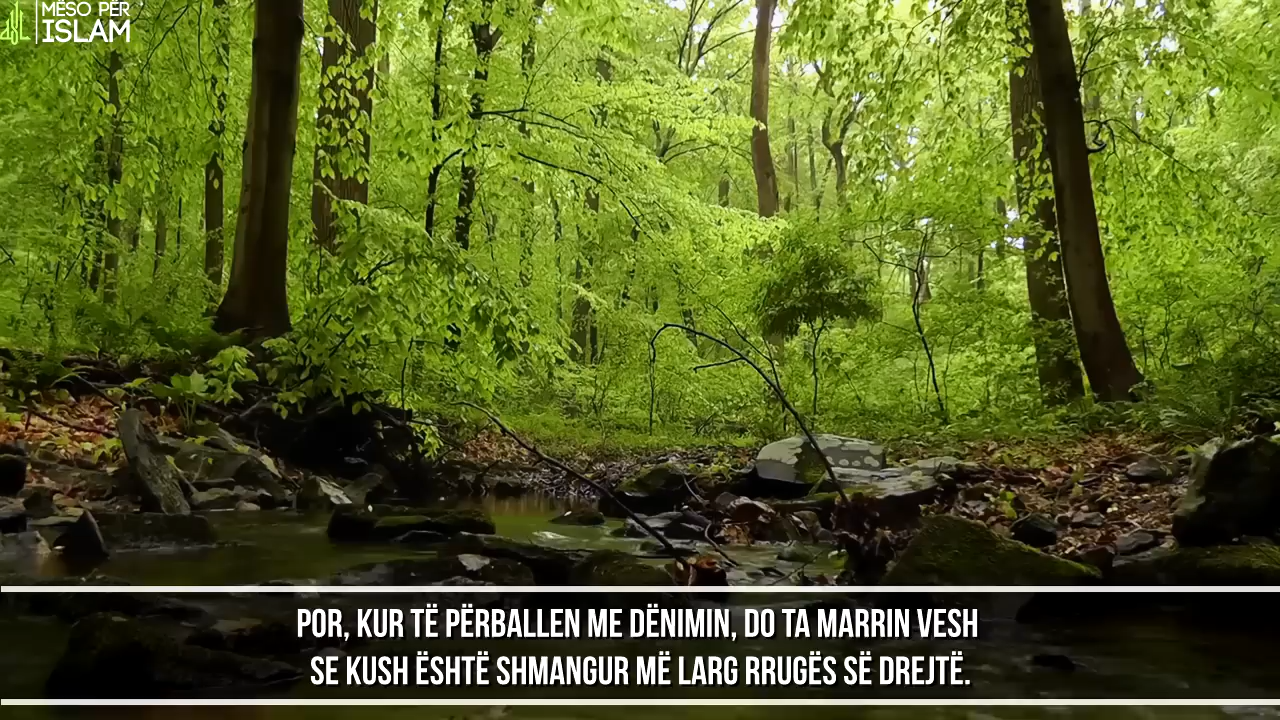 MËSO PËR
ISLAM
POR, KUR TË PËRBALLEN ME DËNIMIN, DO TA MARRIN VESH
SE KUSH ËSHTË SHMANGUR MË LARG RRUGËS SË DREJTË.